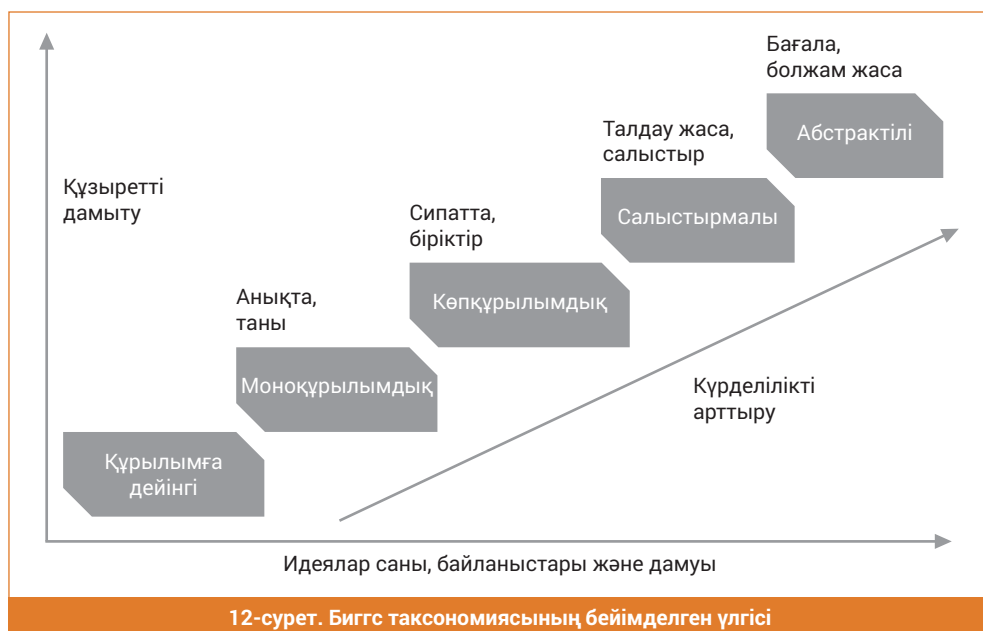 Бағала,
болжам жаса
Абстрактілі
Талдау жаса,
салыстыр
Салыстырмалы
Құзыретті
дамыту
Сипатта,
біріктір
Көпқұрылымдық
Анықта,
таны
Моноқұрылымдық
Күрделілікті
арттыру
Құрылымға
дейінгі
Идеялар саны, байланыстары және дамуы
12-сурет. Биггс таксономиясының бейімделген үлгісі